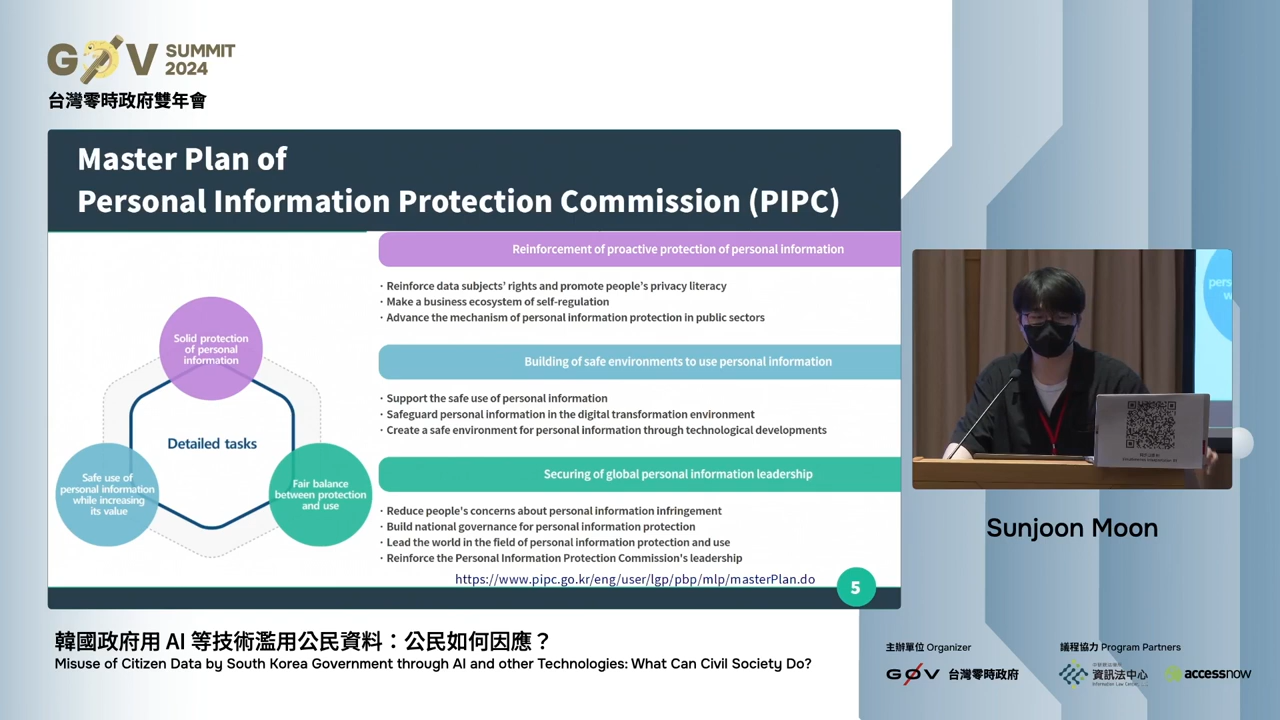 GØV SUMMIT 2024
台灣零時政府雙年會
Master Plan of
Personal Information Protection Commission (PIPC)
Detailed tasks
Solid protection
of personal
information
Safe use of
personal information
while increasing
its value
Fair balance
between protection
and use
Reinforcement of proactive protection of personal information
· Reinforce data subjects' rights and promote people's privacy literacy
· Make a business ecosystem of self-regulation
· Advance the mechanism of personal information protection in public sectors
Building of safe environments to use personal information
· Support the safe use of personal information
· Safeguard personal information in the digital transformation environment
· Create a safe environment for personal information through technological developments
Securing of global personal information leadership
· Reduce people's concerns about personal information infringement
· Build national governance for personal information protection
· Lead the world in the field of personal information protection and use
· Reinforce the Personal Information Protection Commission's leadership
https://www.pipc.go.kr/eng/user/lgp/pbp/mlp/masterPlan.do
5
pers
w
Sunjoon Moon
韓國政府用 AI 等技術濫用公民資料：公民如何因應？
Misuse of Citizen Data by South Korea Government through AI and other Technologies: What Can Civil Society Do?
主辦單位 Organizer
GØV 台灣零時政府
議程協力 Program Partners
資訊法中心
Information Law Center
accessnow